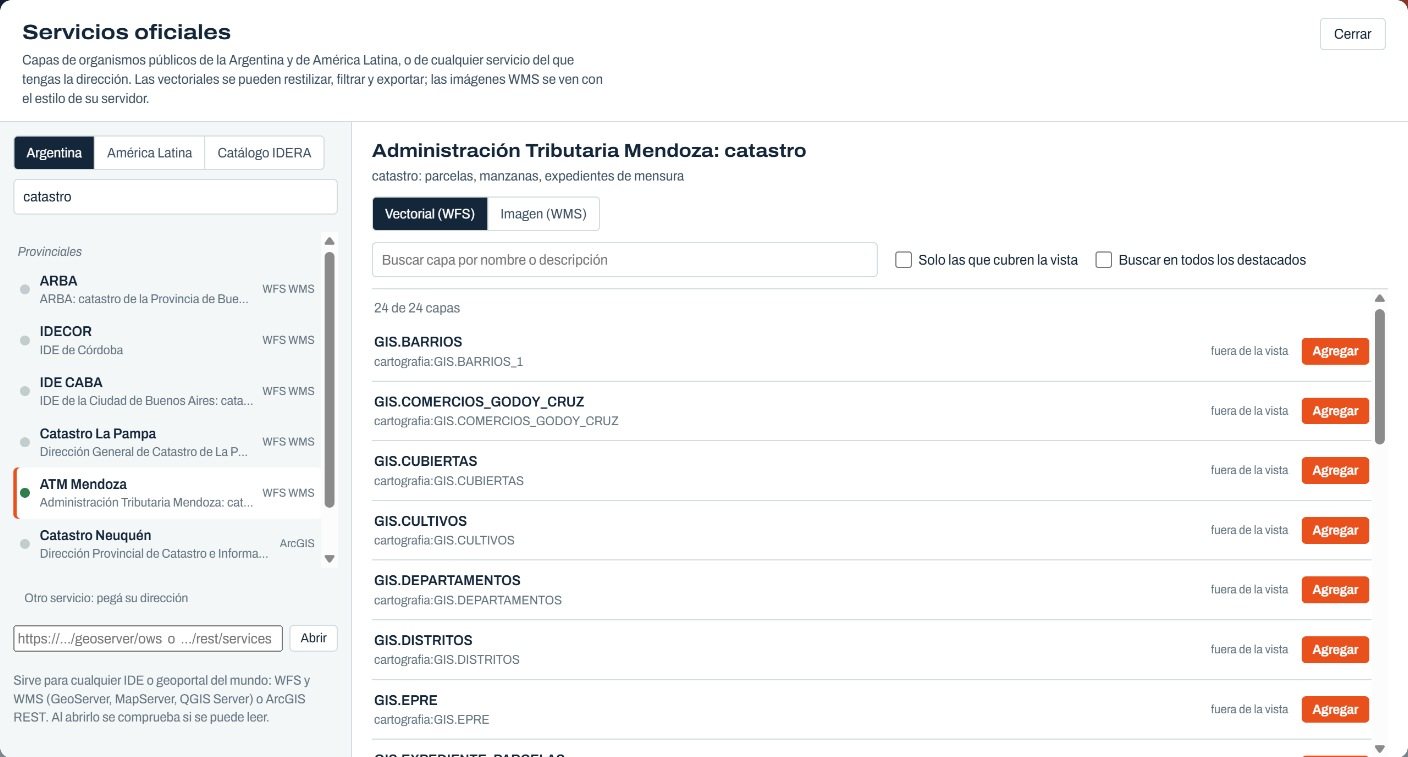 Servicios oficiales
Cerrar
Capas de organismos públicos de la Argentina y de América Latina, o de cualquier servicio del que
tengas la dirección. Las vectoriales se pueden restilizar, filtrar y exportar; las imágenes WMS se ven con
el estilo de su servidor.
Argentina
América Latina
Catálogo IDERA
catastro
Provinciales
ARBA
ARBA: catastro de la Provincia de Bue...
WFS WMS
IDECOR
IDE de Córdoba
WFS WMS
IDE CABA
IDE de la Ciudad de Buenos Aires: cata...
WFS WMS
Catastro La Pampa
Dirección General de Catastro de La P...
WFS WMS
ATM Mendoza
Administración Tributaria Mendoza: cat...
WFS WMS
Catastro Neuquén
Dirección Provincial de Catastro e Informa...
ArcGIS
Otro servicio: pegá su dirección
https://.../geoserver/ows o .../rest/services
Abrir
Sirve para cualquier IDE o geoportal del mundo: WFS y
WMS (GeoServer, MapServer, QGIS Server) o ArcGIS
REST. Al abrirlo se comprueba si se puede leer.
Administración Tributaria Mendoza: catastro
catastro: parcelas, manzanas, expedientes de mensura
Vectorial (WFS)
Imagen (WMS)
Buscar capa por nombre o descripción
Solo las que cubren la vista
Buscar en todos los destacados
24 de 24 capas
GIS.BARRIOS
cartografia:GIS.BARRIOS_1
fuera de la vista
Agregar
GIS.COMERCIOS_GODOY_CRUZ
cartografia:GIS.COMERCIOS_GODOY_CRUZ
fuera de la vista
Agregar
GIS.CUBIERTAS
cartografia:GIS.CUBIERTAS
fuera de la vista
Agregar
GIS.CULTIVOS
cartografia:GIS.CULTIVOS
fuera de la vista
Agregar
GIS.DEPARTAMENTOS
cartografia:GIS.DEPARTAMENTOS
fuera de la vista
Agregar
GIS.DISTRITOS
cartografia:GIS.DISTRITOS
fuera de la vista
Agregar
GIS.EPRE
cartografia:GIS.EPRE
fuera de la vista
Agregar